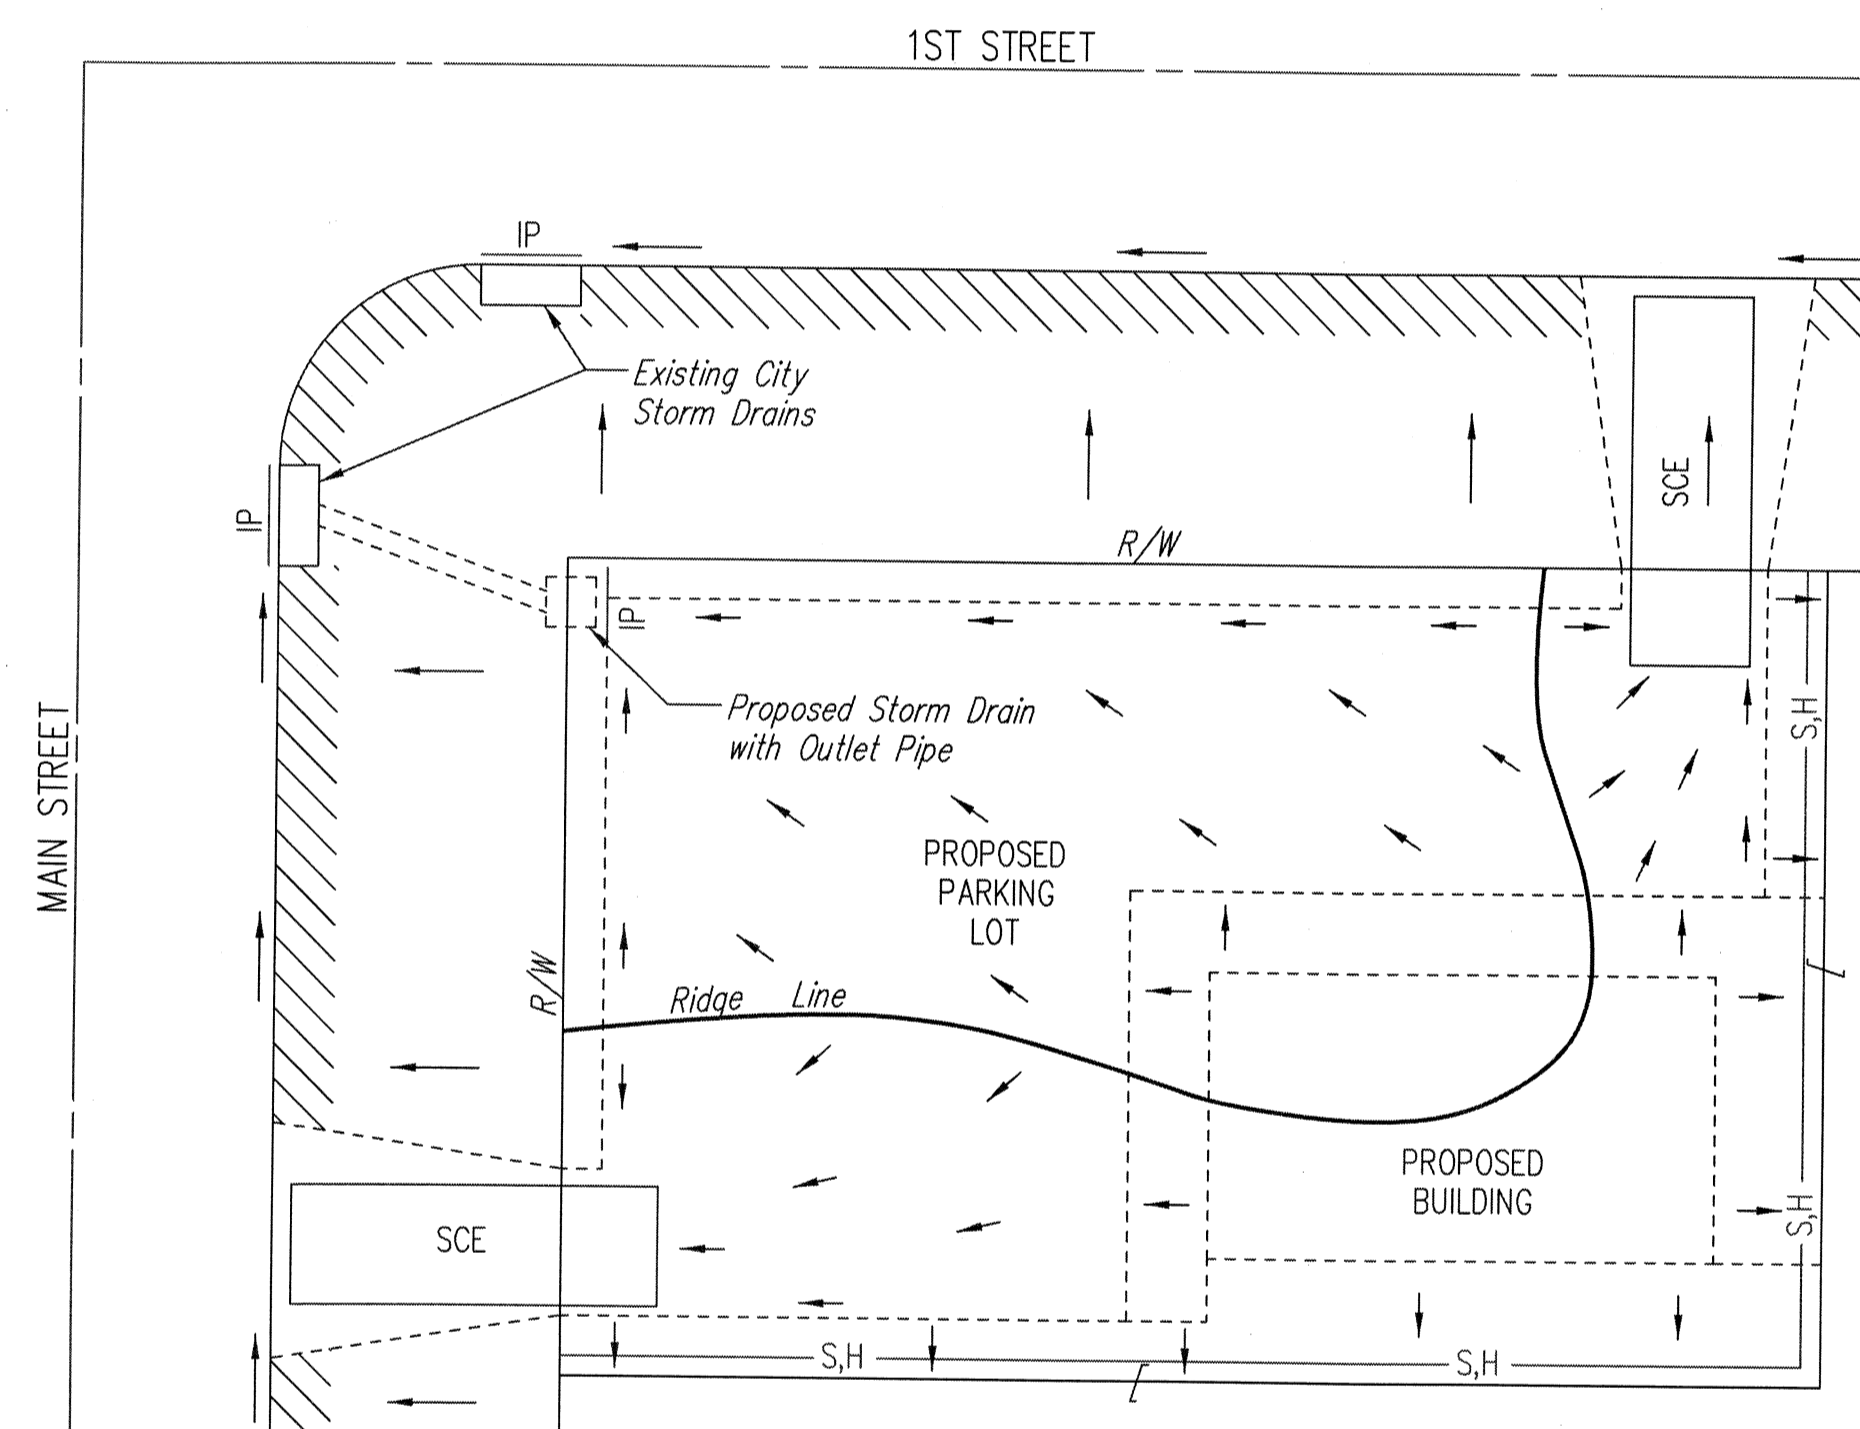 1ST STREET
IP
Existing City
Storm Drains
SCE
IP
R/W
IP
S,H
Proposed Storm Drain
with Outlet Pipe
MAIN STREET
PROPOSED
PARKING
LOT
R/W
Ridge Line
PROPOSED
BUILDING
S,H
SCE
S,H
S,H